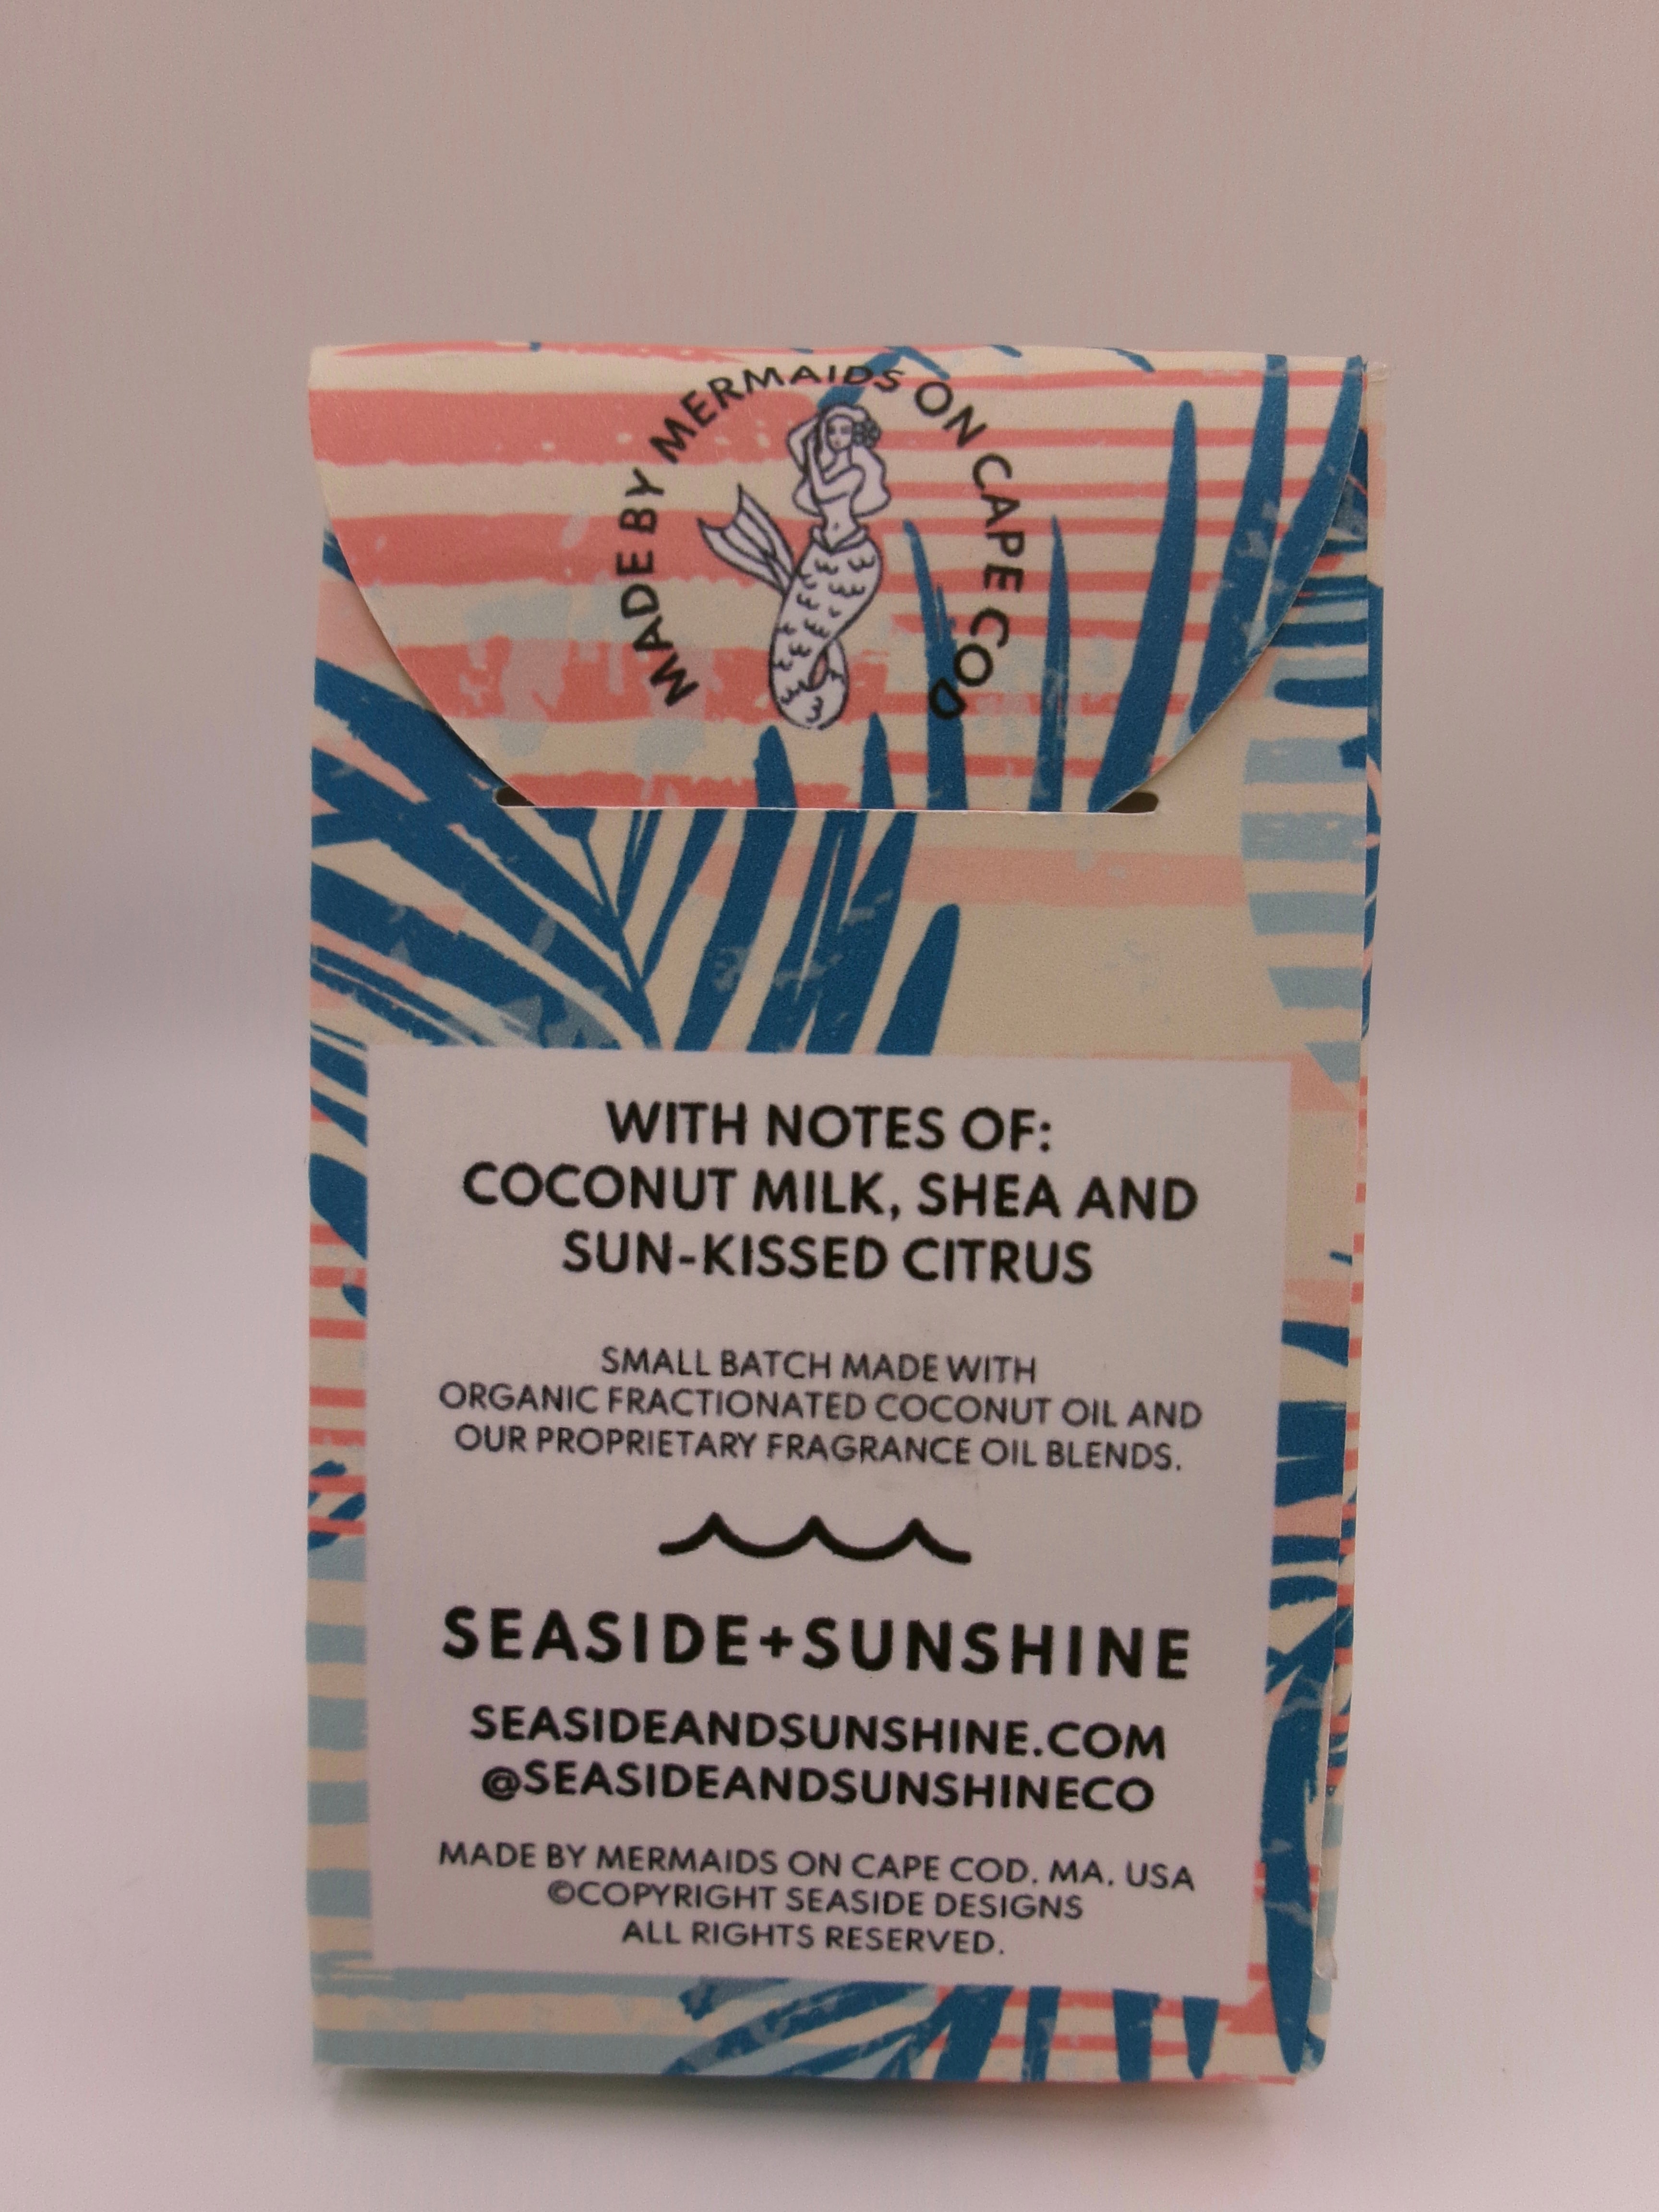 MADE BY MERMAIDS ON CAPE COD
WITH NOTES OF:
COCONUT MILK, SHEA AND
SUN-KISSED CITRUS
SMALL BATCH MADE WITH
ORGANIC FRACTIONATED COCONUT OIL AND
OUR PROPRIETARY FRAGRANCE OIL BLENDS.
SEASIDE+SUNSHINE
SEASIDEANDSUNSHINE.COM
@SEASIDEANDSUNSHINECO
MADE BY MERMAIDS ON CAPE COD. MA. USA
©COPYRIGHT SEASIDE DESIGNS
ALL RIGHTS RESERVED.